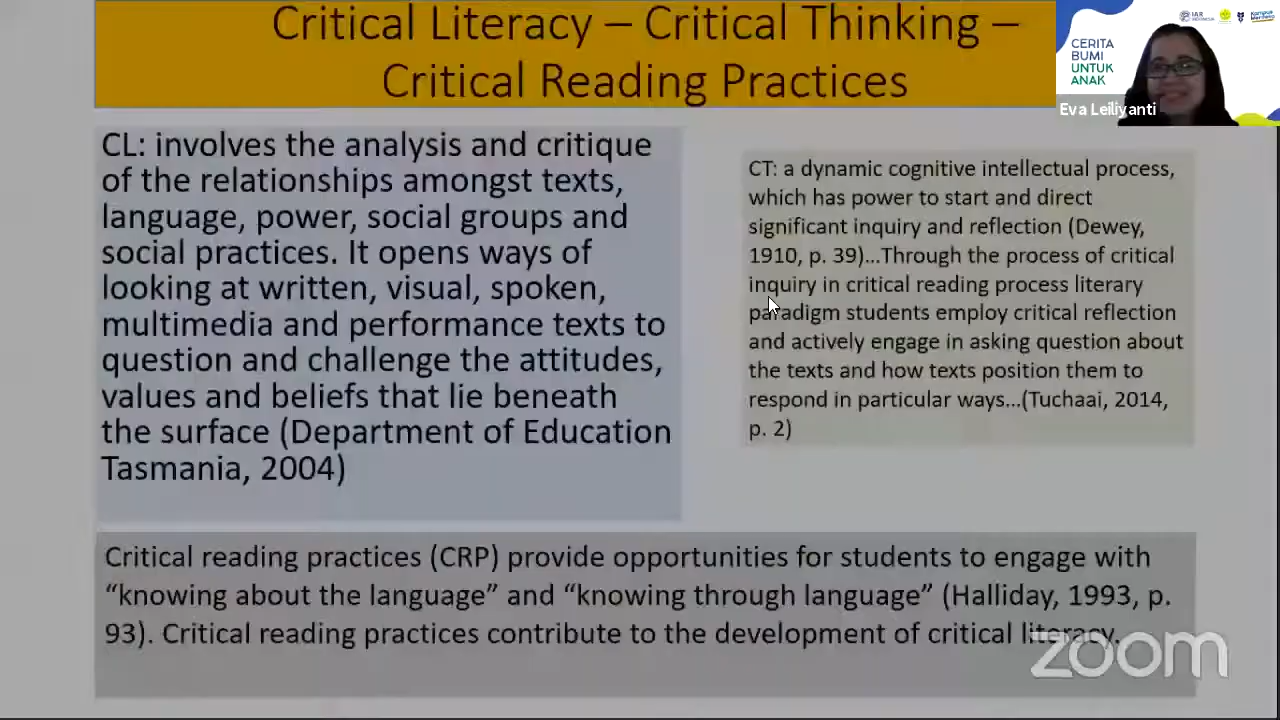 Critical Literacy – Critical Thinking –
Critical Reading Practices
CERITA
BUMI
UNTUK
ANAK
Eva Leiliyanti
CL: involves the analysis and critique
of the relationships amongst texts,
language, power, social groups and
social practices. It opens ways of
looking at written, visual, spoken,
multimedia and performance texts to
question and challenge the attitudes,
values and beliefs that lie beneath
the surface (Department of Education
Tasmania, 2004)
CT: a dynamic cognitive intellectual process,
which has power to start and direct
significant inquiry and reflection (Dewey,
1910, p. 39)...Through the process of critical
inquiry in critical reading process literary
paradigm students employ critical reflection
and actively engage in asking question about
the texts and how texts position them to
respond in particular ways...(Tuchaai, 2014,
p. 2)
Critical reading practices (CRP) provide opportunities for students to engage with
“knowing about the language” and “knowing through language” (Halliday, 1993, p.
93). Critical reading practices contribute to the development of critical literacy.
zoom